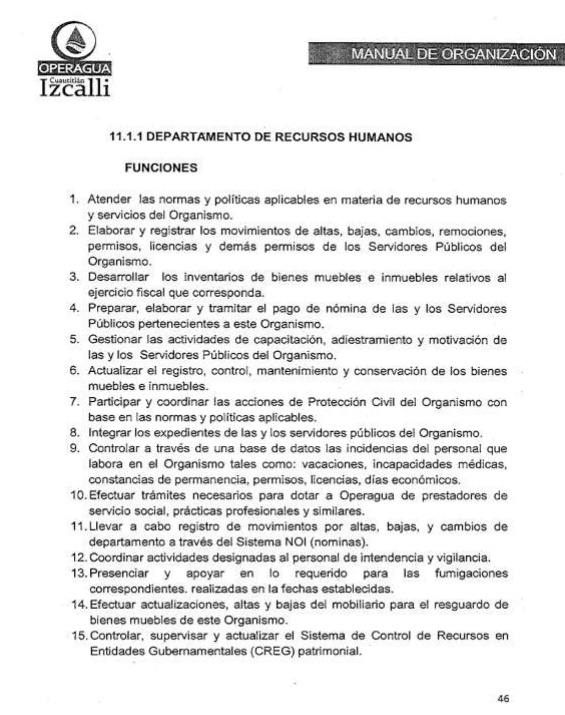 OPERAGUA
Cuautitlán
Izcalli
MANUAL DE ORGANIZACIÓN
11.1.1 DEPARTAMENTO DE RECURSOS HUMANOS
FUNCIONES
1. Atender las normas y políticas aplicables en materia de recursos humanos
y servicios del Organismo.
2. Elaborar y registrar los movimientos de altas, bajas, cambios, remociones,
permisos, licencias y demás permisos de los Servidores Públicos del
Organismo.
3. Desarrollar los inventarios de bienes muebles e inmuebles relativos al
ejercicio fiscal que corresponda.
4. Preparar, elaborar y tramitar el pago de nómina de las y los Servidores
Públicos pertenecientes a este Organismo.
5. Gestionar las actividades de capacitación, adiestramiento y motivación de
las y los Servidores Públicos del Organismo.
6. Actualizar el registro, control, mantenimiento y conservación de los bienes
muebles e inmuebles.
7. Participar y coordinar las acciones de Protección Civil del Organismo con
base en las normas y políticas aplicables.
8. Integrar los expedientes de las y los servidores públicos del Organismo.
9. Controlar a través de una base de datos las incidencias del personal que
labora en el Organismo tales como: vacaciones, incapacidades médicas,
constancias de permanencia, permisos, licencias, días económicos.
10. Efectuar trámites necesarios para dotar a Operagua de prestadores de
servicio social, prácticas profesionales y similares.
11. Llevar a cabo registro de movimientos por altas, bajas, y cambios de
departamento a través del Sistema NOI (nominas).
12. Coordinar actividades designadas al personal de intendencia y vigilancia.
13. Presenciar y apoyar en lo requerido para las fumigaciones
correspondientes. realizadas en la fechas establecidas.
14. Efectuar actualizaciones, altas y bajas del mobiliario para el resguardo de
bienes muebles de este Organismo.
15. Controlar, supervisar y actualizar el Sistema de Control de Recursos en
Entidades Gubernamentales (CREG) patrimonial.
46